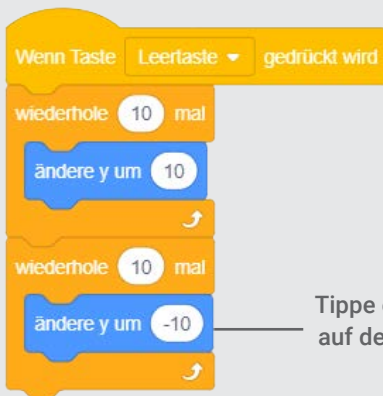 Wenn Taste Leertaste gedrückt wird
wiederhole 10 mal
ändere y um 10
wiederhole 10 mal
ändere y um -10
Tippe
auf